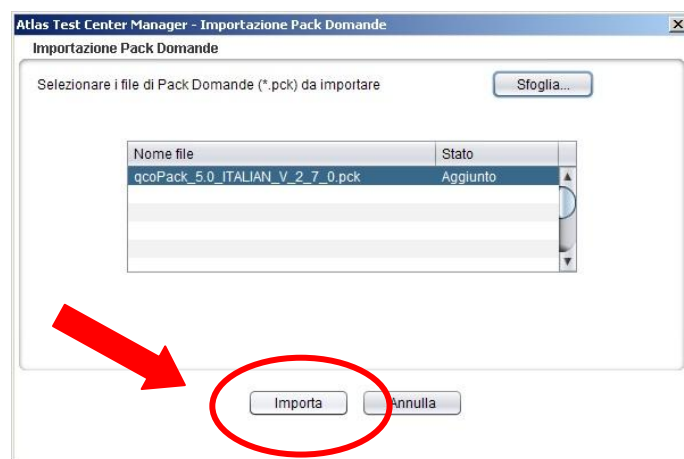 Atlas Test Center Manager - Importazione Pack Domande
Importazione Pack Domande
Selezionare i file di Pack Domande (*.pck) da importare Sfoglia...
Nome file Stato
qcoPack_5.0_ITALIAN_V_2_7_0.pck Aggiunto
Importa Annulla